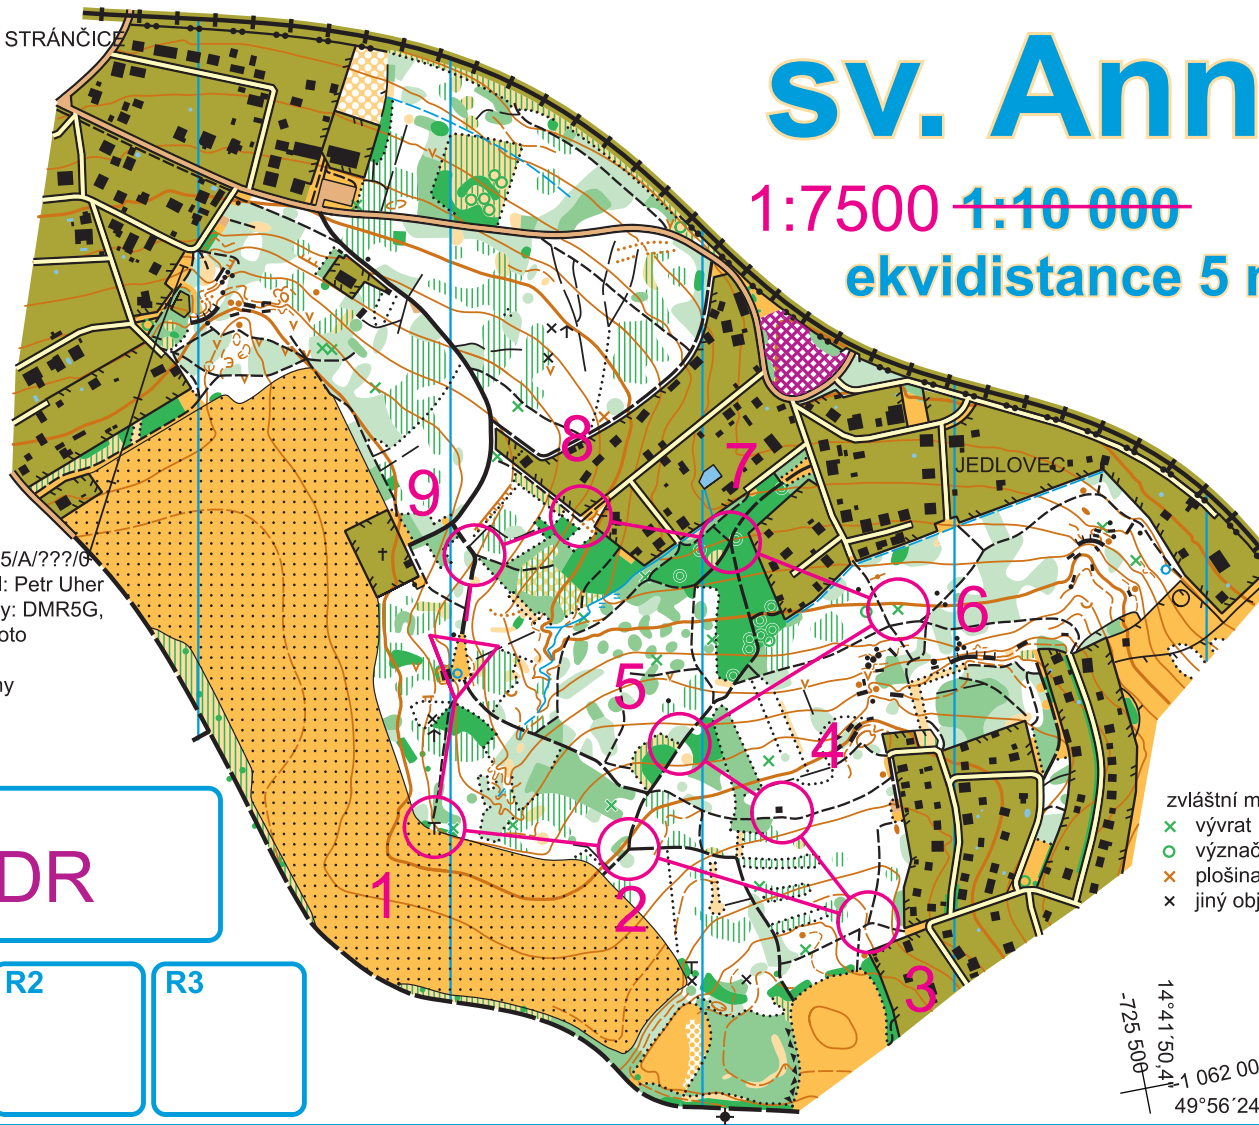 STRÁNČICE
sv. Ann
1:7500 1:10 000
ekvidistance 5
8
7
9
JEDLOVEC
5/A/???/0
: Petr Uher
y: DMR5G,
oto
ny
6
5
4
zvláštní m
vývrat
význač
plošina
jiný obj
DR
1
2
3
R2
R3
14°41´50,4"
-725 500
-1 062 00
49°56´24